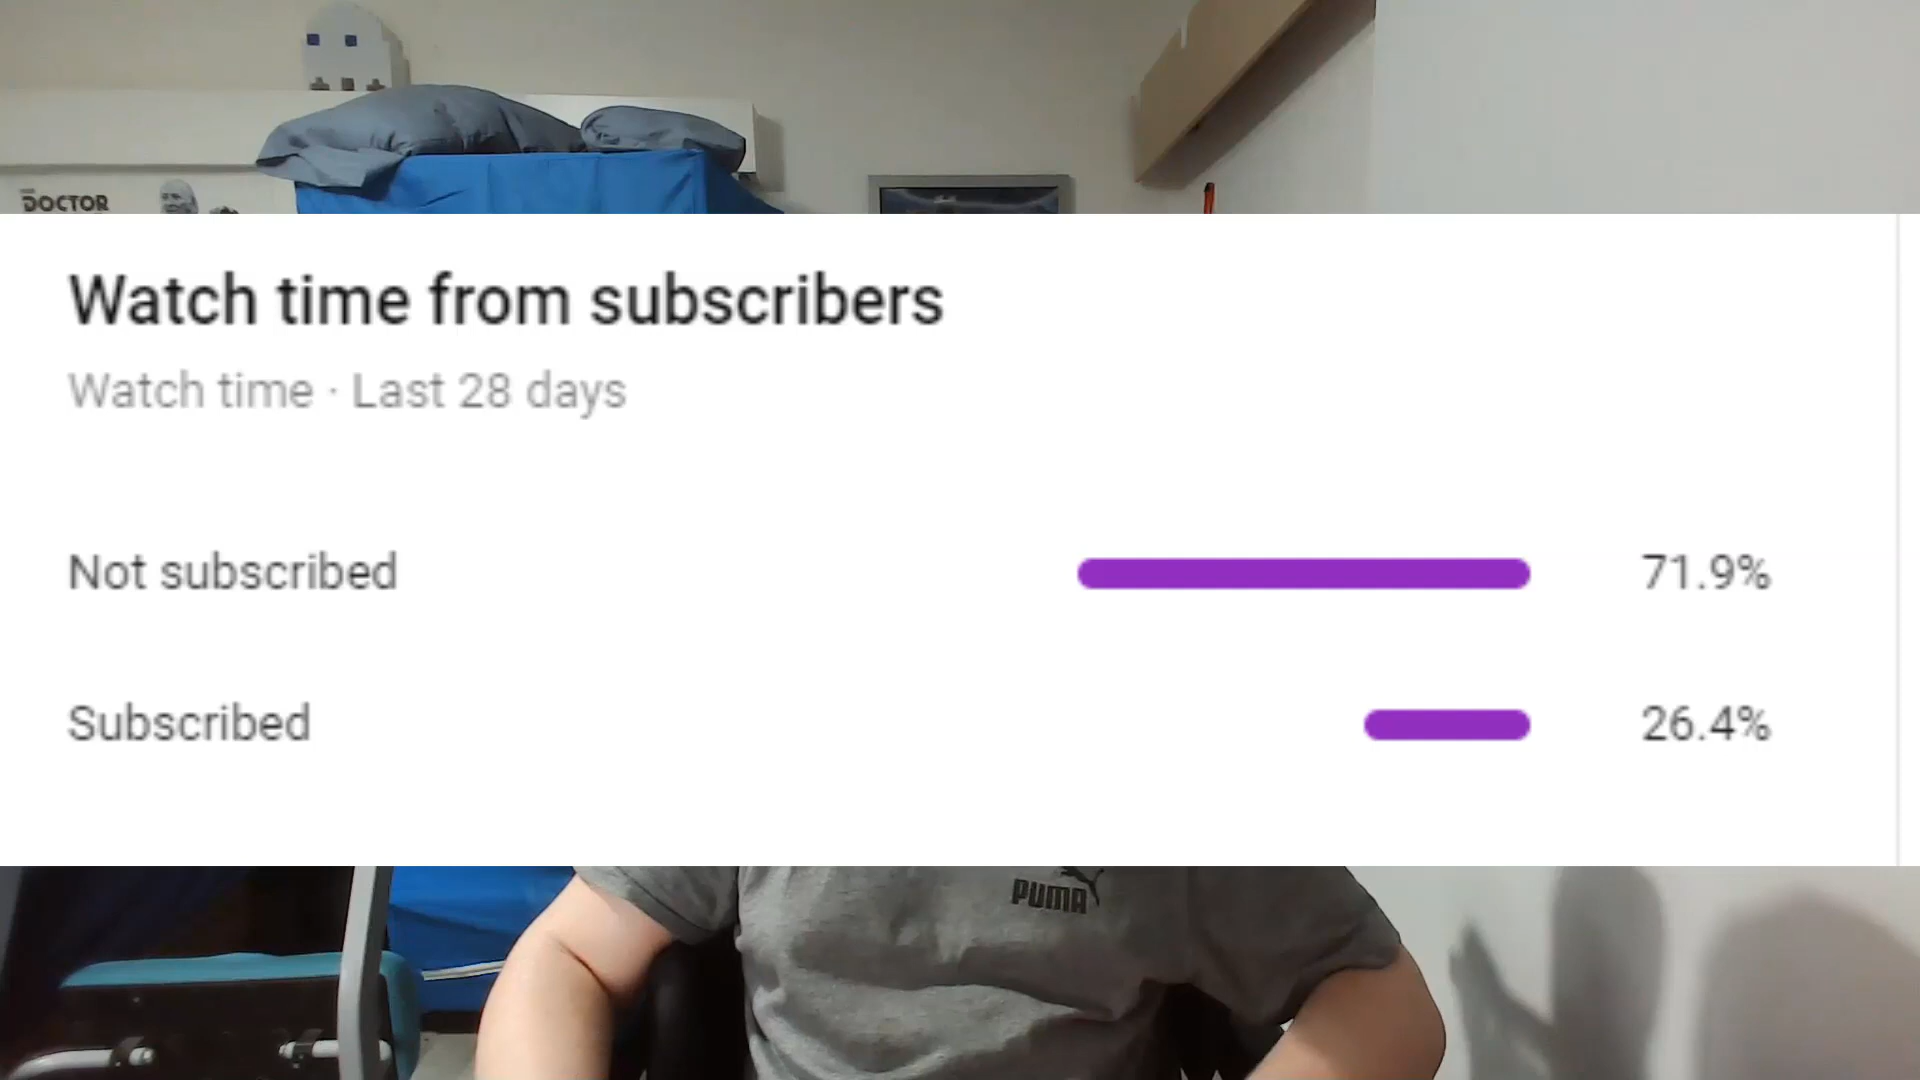 DOCTOR
Watch time from subscribers
Watch time · Last 28 days
Not subscribed 71.9%
Subscribed 26.4%
PUMA